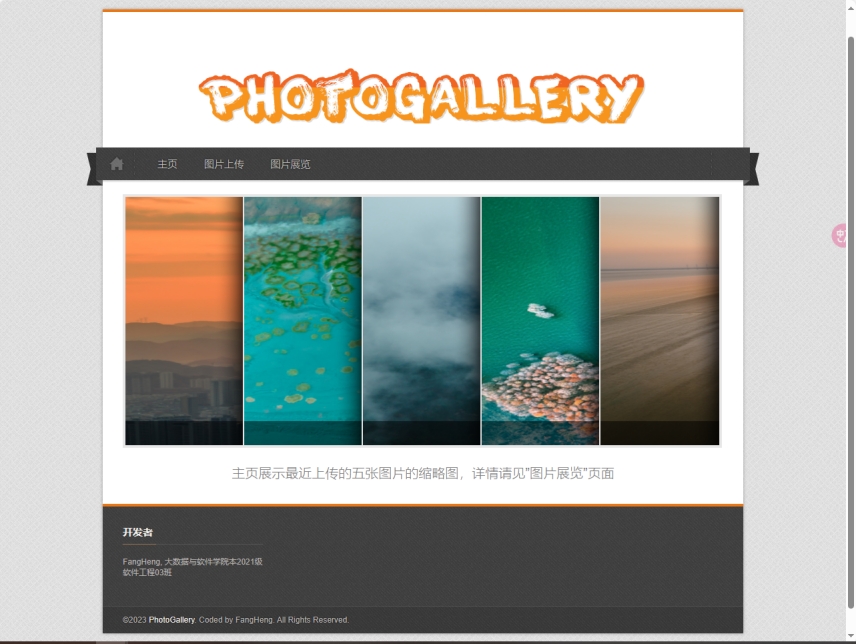 PHOTOGALLERY
主页 图片上传 图片展览
主页展示最近上传的五张图片的缩略图，详情请见"图片展览"页面
开发者
FangHeng, 大数据与软件学院本2021级
软件工程03班
©2023 PhotoGallery. Coded by FangHeng. All Rights Reserved.